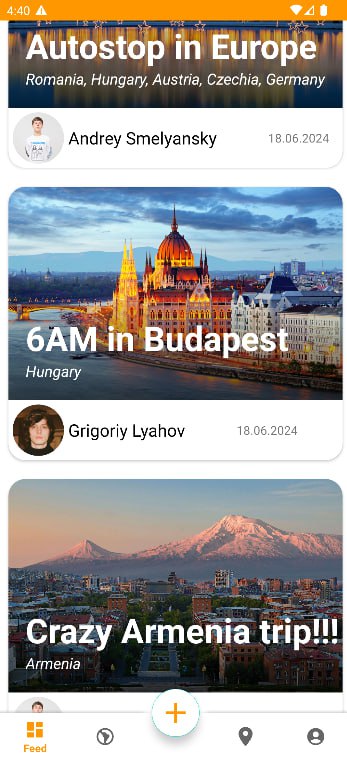 4:40
Autostop in Europe
Romania, Hungary, Austria, Czechia, Germany
Andrey Smelyansky 18.06.2024
6AM in Budapest
Hungary
Grigoriy Lyahov 18.06.2024
Crazy Armenia trip!!!
Armenia
Feed